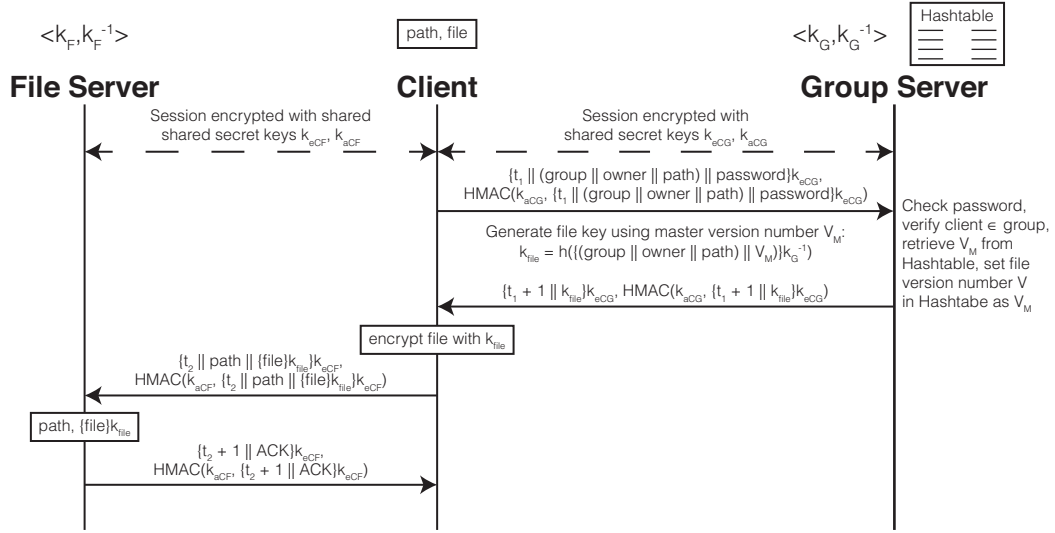 <k_F,k_F^-1>
path, file
<k_G,k_G^-1>
Hashtable
File Server
Client
Group Server
Session encrypted with shared
shared secret keys k_eCF, k_aCF
Session encrypted with
shared secret keys k_eCG, k_aCG
{t_1 || (group || owner || path) || password}k_eCG,
HMAC(k_aCG, {t_1 || (group || owner || path) || password}k_eCG)
Check password,
verify client ∈ group,
retrieve V_M from
Hashtable, set file
version number V
in Hashtabe as V_M
Generate file key using master version number V_M:
k_file = h({(group || owner || path) || V_M)}k_G^-1)
{t_1 + 1 || k_file}k_eCG, HMAC(k_aCG, {t_1 + 1 || k_file}k_eCG)
encrypt file with k_file
{t_2 || path || {file}k_file}k_eCF,
HMAC(k_aCF, {t_2 || path || {file}k_file}k_eCF)
path, {file}k_file
{t_2 + 1 || ACK}k_eCF,
HMAC(k_aCF, {t_2 + 1 || ACK}k_eCF)